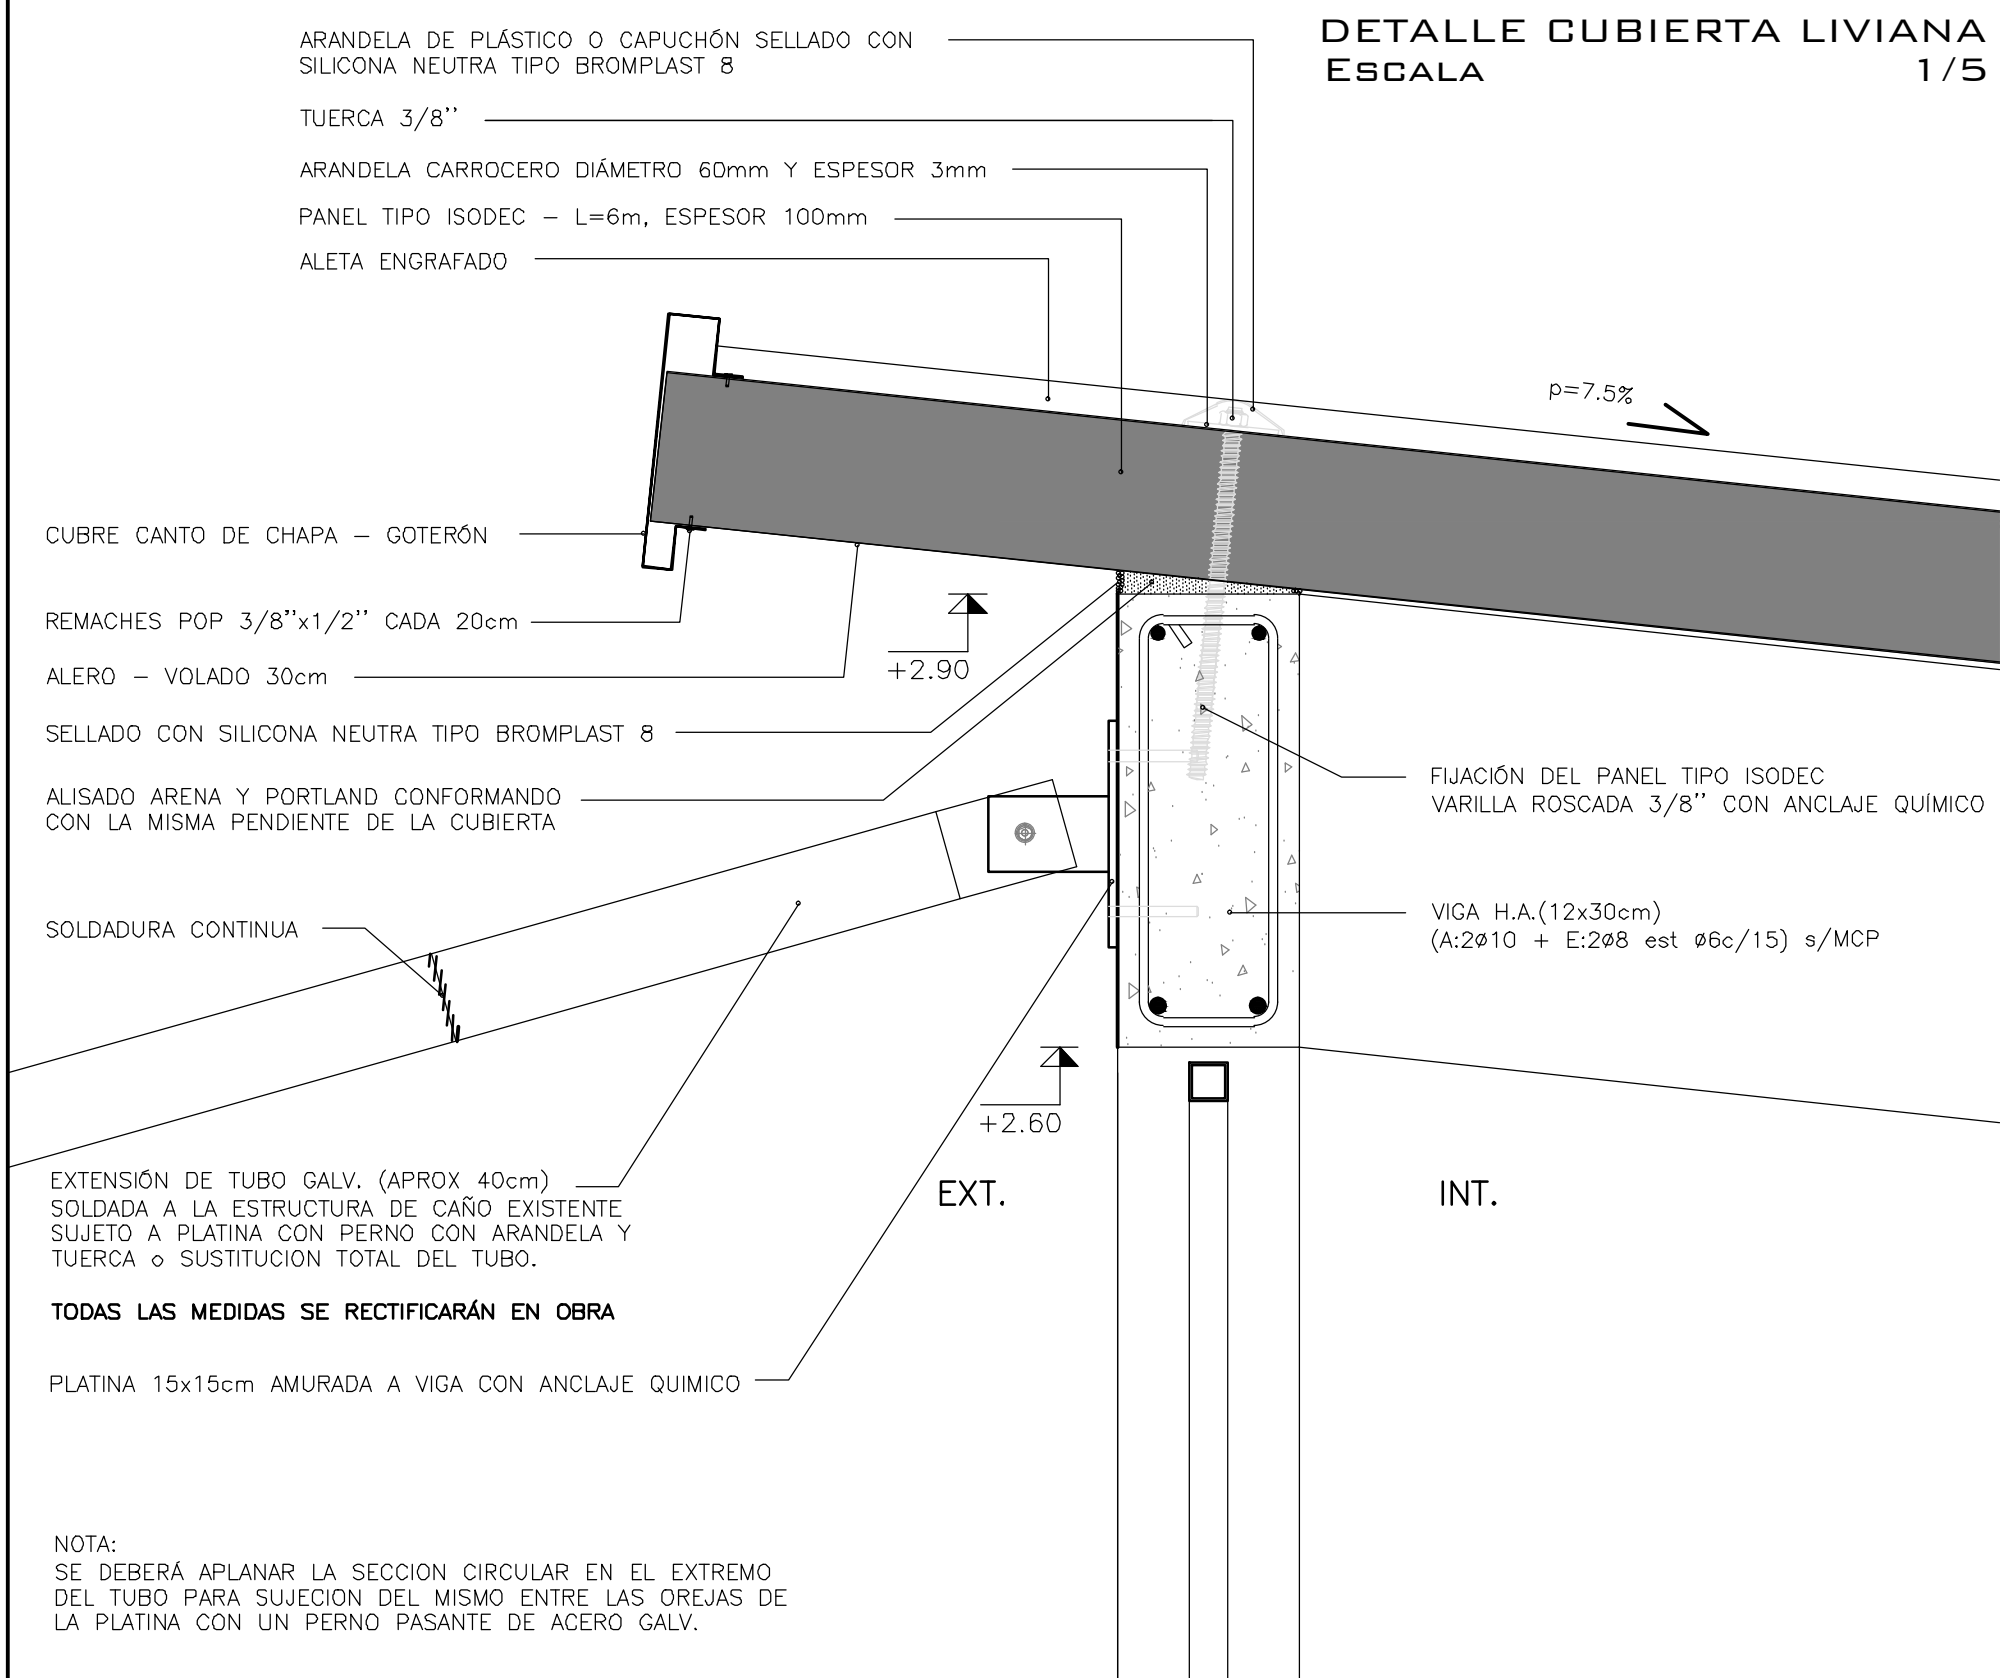 DETALLE CUBIERTA LIVIANA
ESCALA 1/5
ARANDELA DE PLÁSTICO O CAPUCHÓN SELLADO CON
SILICONA NEUTRA TIPO BROMPLAST 8
TUERCA 3/8''
ARANDELA CARROCERO DIÁMETRO 60mm Y ESPESOR 3mm
PANEL TIPO ISODEC – L=6m, ESPESOR 100mm
ALETA ENGRAFADO
p=7.5%
CUBRE CANTO DE CHAPA – GOTERÓN
REMACHES POP 3/8''x1/2'' CADA 20cm
ALERO – VOLADO 30cm
+2.90
SELLADO CON SILICONA NEUTRA TIPO BROMPLAST 8
ALISADO ARENA Y PORTLAND CONFORMANDO
CON LA MISMA PENDIENTE DE LA CUBIERTA
FIJACIÓN DEL PANEL TIPO ISODEC
VARILLA ROSCADA 3/8'' CON ANCLAJE QUÍMICO
SOLDADURA CONTINUA
VIGA H.A.(12x30cm)
(A:2ø10 + E:2ø8 est ø6c/15) s/MCP
+2.60
EXTENSIÓN DE TUBO GALV. (APROX 40cm)
SOLDADA A LA ESTRUCTURA DE CAÑO EXISTENTE
SUJETO A PLATINA CON PERNO CON ARANDELA Y
TUERCA o SUSTITUCION TOTAL DEL TUBO.
EXT.
INT.
TODAS LAS MEDIDAS SE RECTIFICARÁN EN OBRA
PLATINA 15x15cm AMURADA A VIGA CON ANCLAJE QUIMICO
NOTA:
SE DEBERÁ APLANAR LA SECCION CIRCULAR EN EL EXTREMO
DEL TUBO PARA SUJECION DEL MISMO ENTRE LAS OREJAS DE
LA PLATINA CON UN PERNO PASANTE DE ACERO GALV.